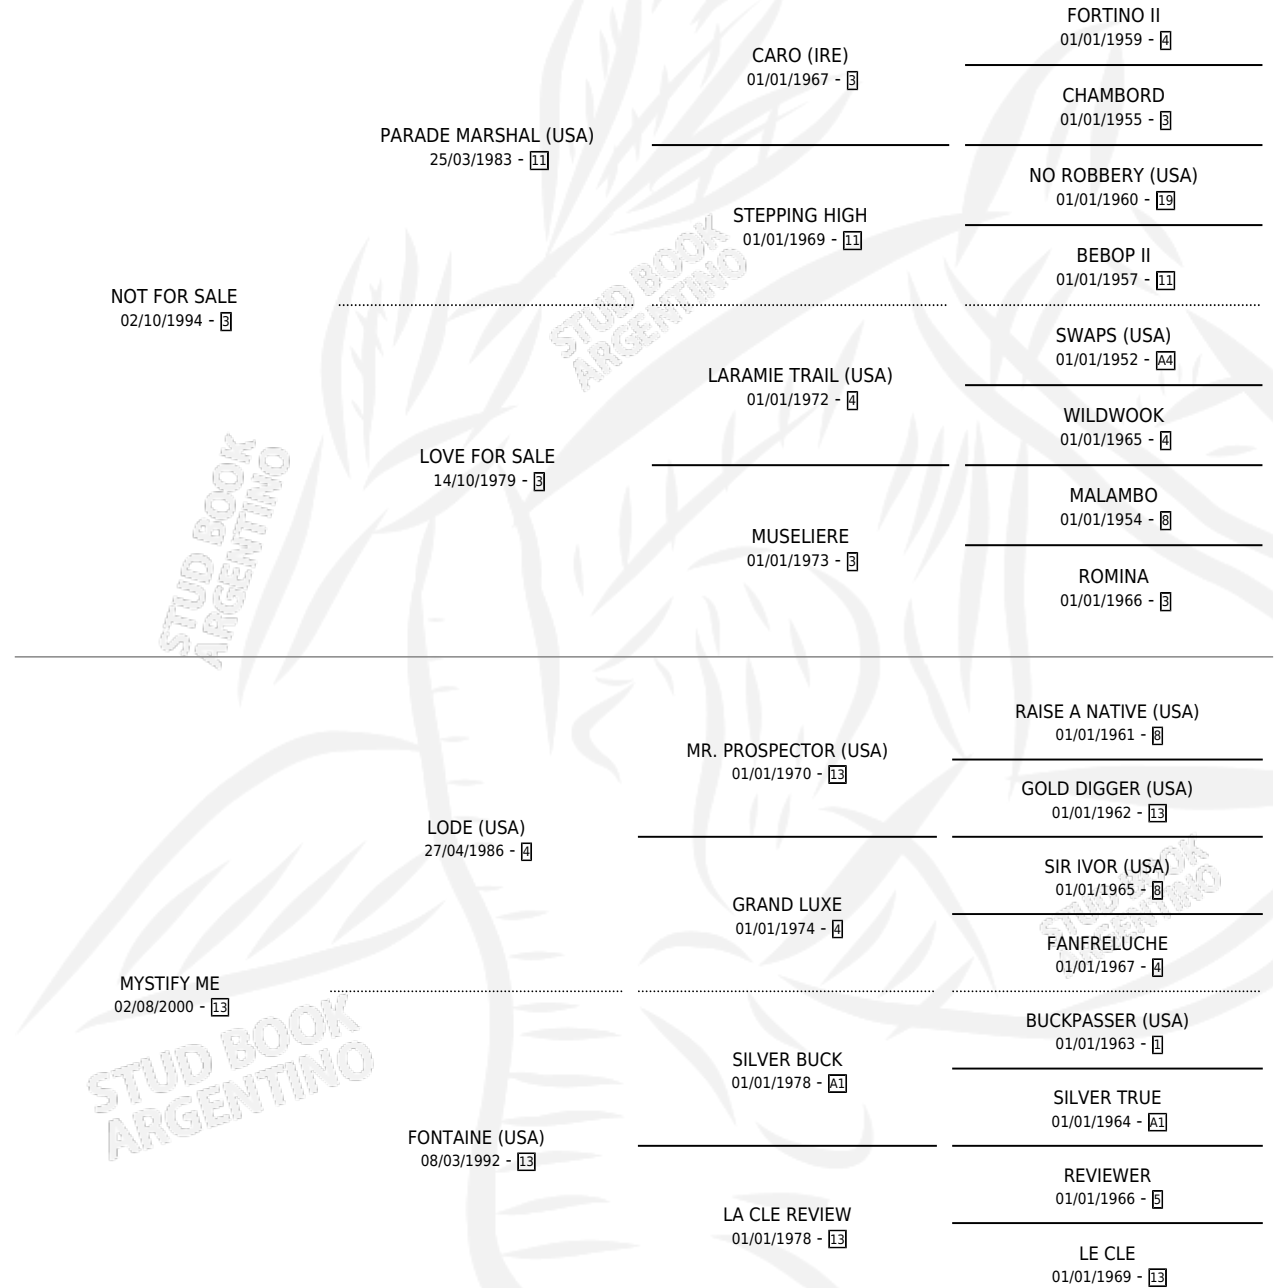 FORTINO II
01/01/1959 - 4
CARO (IRE)
01/01/1967 - 3
CHAMBORD
01/01/1955 - 3
PARADE MARSHAL (USA)
25/03/1983 - 11
NO ROBBERY (USA)
01/01/1960 - 19
STEPPING HIGH
01/01/1969 - 11
BEBOP II
01/01/1957 - 11
NOT FOR SALE
02/10/1994 - 3
STUD BOOK
ARGENTINO
SWAPS (USA)
01/01/1952 - A4
LARAMIE TRAIL (USA)
01/01/1972 - 4
WILDWOOK
01/01/1965 - 4
LOVE FOR SALE
14/10/1979 - 3
MALAMBO
01/01/1954 - 8
MUSELIERE
01/01/1973 - 3
ROMINA
01/01/1966 - 3
STUD BOOK
ARGENTINO
RAISE A NATIVE (USA)
01/01/1961 - 8
MR. PROSPECTOR (USA)
01/01/1970 - 13
GOLD DIGGER (USA)
01/01/1962 - 13
LODE (USA)
27/04/1986 - 4
SIR IVOR (USA)
01/01/1965 - 8
GRAND LUXE
01/01/1974 - 4
FANFRELUCHE
01/01/1967 - 4
STUD BOOK
ARGENTINO
MYSTIFY ME
02/08/2000 - 13
BUCKPASSER (USA)
01/01/1963 - 1
SILVER BUCK
01/01/1978 - A1
SILVER TRUE
01/01/1964 - A1
STUD BOOK
ARGENTINO
FONTAINE (USA)
08/03/1992 - 13
REVIEWER
01/01/1966 - 5
LA CLE REVIEW
01/01/1978 - 13
LE CLE
01/01/1969 - 13